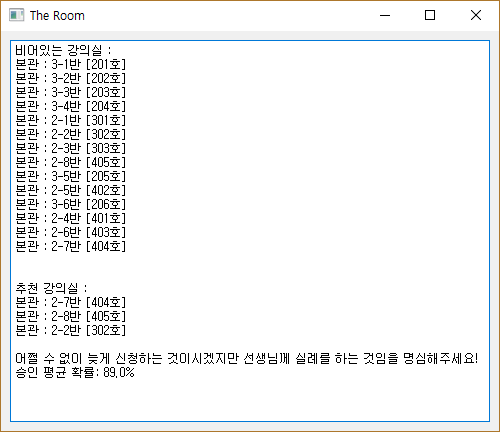 The Room
비어있는 강의실 :
본관 : 3-1반 [201호]
본관 : 3-2반 [202호]
본관 : 3-3반 [203호]
본관 : 3-4반 [204호]
본관 : 2-1반 [301호]
본관 : 2-2반 [302호]
본관 : 2-3반 [303호]
본관 : 2-8반 [405호]
본관 : 3-5반 [205호]
본관 : 2-5반 [402호]
본관 : 3-6반 [206호]
본관 : 2-4반 [401호]
본관 : 2-6반 [403호]
본관 : 2-7반 [404호]
추천 강의실 :
본관 : 2-7반 [404호]
본관 : 2-8반 [405호]
본관 : 2-2반 [302호]
어쩔 수 없이 늦게 신청하는 것이시겠지만 선생님께 실례를 하는 것임을 명심해주세요!
승인 평균 확률: 89.0%